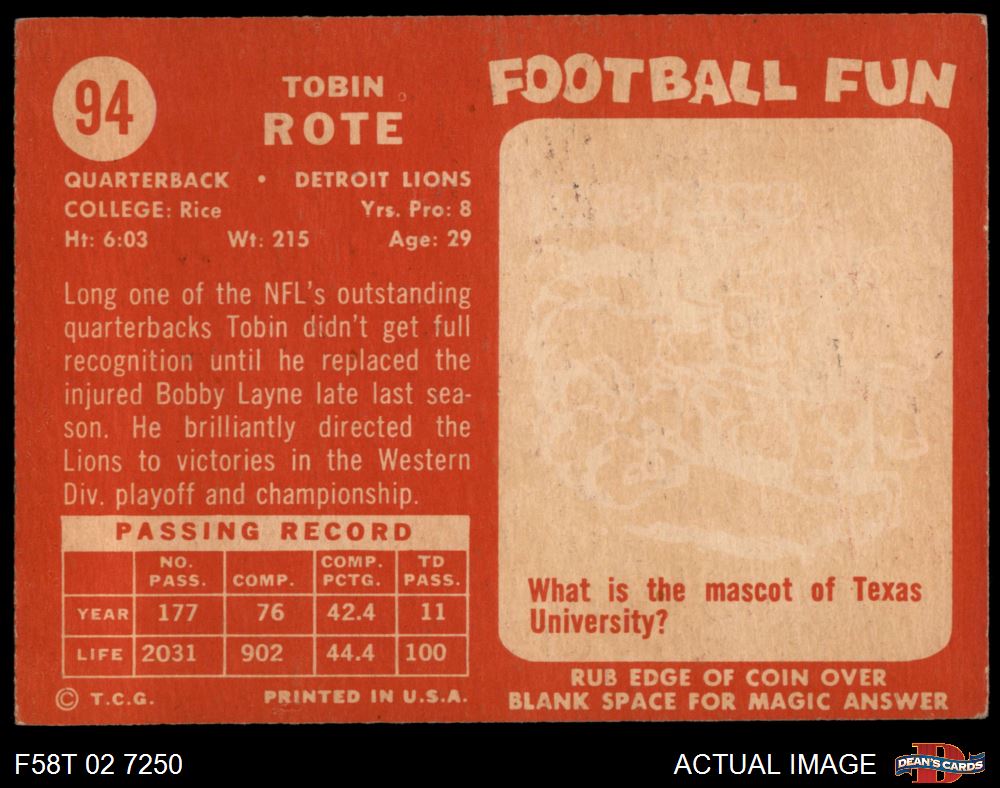 94
TOBIN
ROTE
QUARTERBACK • DETROIT LIONS
COLLEGE: Rice Yrs. Pro: 8
Ht: 6:03 Wt: 215 Age: 29
Long one of the NFL's outstanding
quarterbacks Tobin didn't get full
recognition until he replaced the
injured Bobby Layne late last sea-
son. He brilliantly directed the
Lions to victories in the Western
Div. playoff and championship.
PASSING RECORD
NO. PASS. COMP. COMP. PCTG. TD PASS.
YEAR 177 76 42.4 11
LIFE 2031 902 44.4 100
© T.C.G. PRINTED IN U.S.A.
FOOTBALL FUN
What is the mascot of Texas
University?
RUB EDGE OF COIN OVER
BLANK SPACE FOR MAGIC ANSWER
F58T 02 7250
ACTUAL IMAGE
DEAN'S CARDS